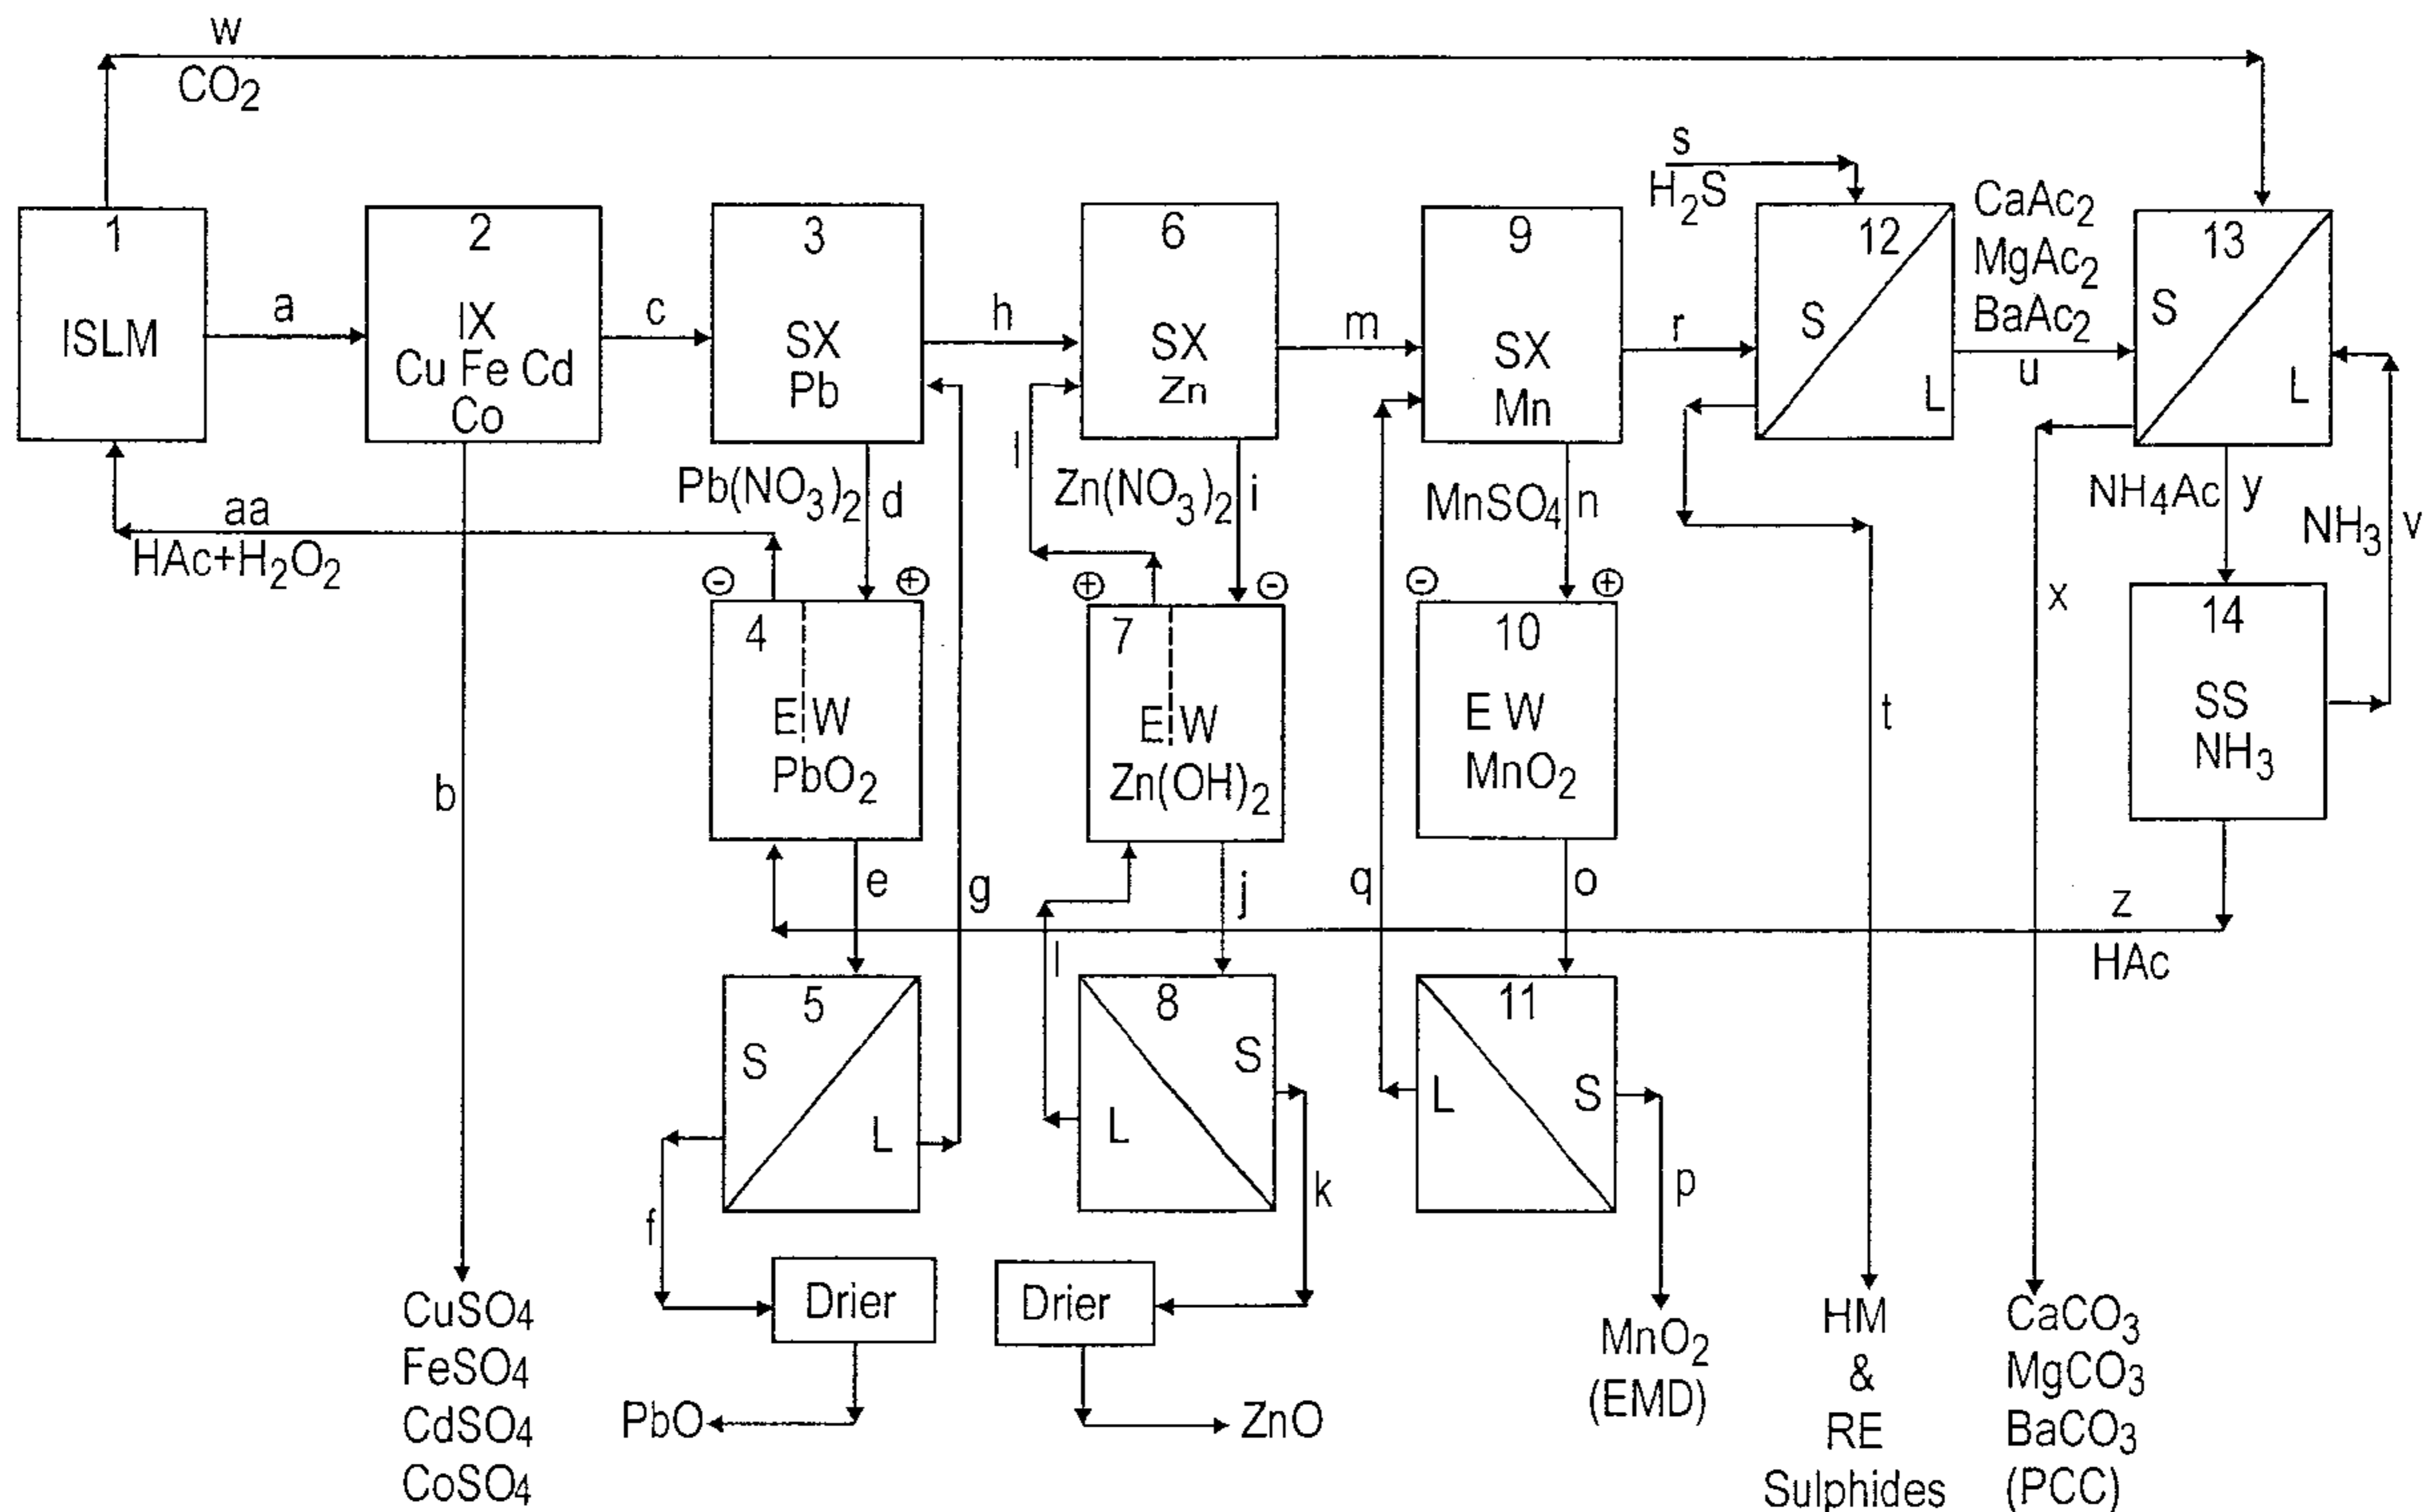 w
CO2
s
H2S
1
ISLM
a
2
IX
Cu Fe Cd
Co
c
3
SX
Pb
h
6
SX
Zn
m
9
SX
Mn
r
12
S
L
CaAc2
MgAc2
BaAc2
u
13
S
L
aa
HAc+H2O2
Pb(NO3)2
d
l
Zn(NO3)2
i
MnSO4
n
NH4Ac
y
NH3
v
- +
+ -
- +
4
E W
PbO2
7
E W
Zn(OH)2
10
E W
MnO2
14
SS
NH3
b
e
g
l
j
q
o
t
x
z
HAc
5
S
L
8
S
L
11
L
S
f
k
p
Drier
Drier
PbO
ZnO
CuSO4
FeSO4
CdSO4
CoSO4
MnO2
(EMD)
HM
&
RE
Sulphides
CaCO3
MgCO3
BaCO3
(PCC)